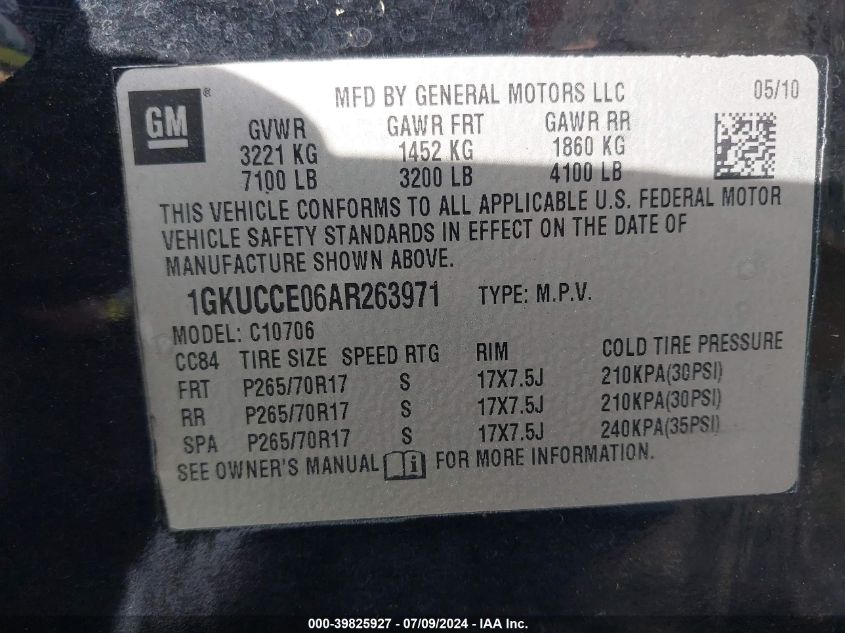 GM ® MFD BY GENERAL MOTORS LLC 05/10
GVWR GAWR FRT GAWR RR
3221 KG 1452 KG 1860 KG
7100 LB 3200 LB 4100 LB
THIS VEHICLE CONFORMS TO ALL APPLICABLE U.S. FEDERAL MOTOR
VEHICLE SAFETY STANDARDS IN EFFECT ON THE DATE OF
MANUFACTURE SHOWN ABOVE.
1GKUCCE06AR263971 TYPE: M.P.V.
MODEL: C10706
CC84 TIRE SIZE SPEED RTG RIM COLD TIRE PRESSURE
FRT P265/70R17 S 17X7.5J 210KPA(30PSI)
RR P265/70R17 S 17X7.5J 210KPA(30PSI)
SPA P265/70R17 S 17X7.5J 240KPA(35PSI)
SEE OWNER'S MANUAL FOR MORE INFORMATION.
000-39825927 - 07/09/2024 - www.IAAI.com